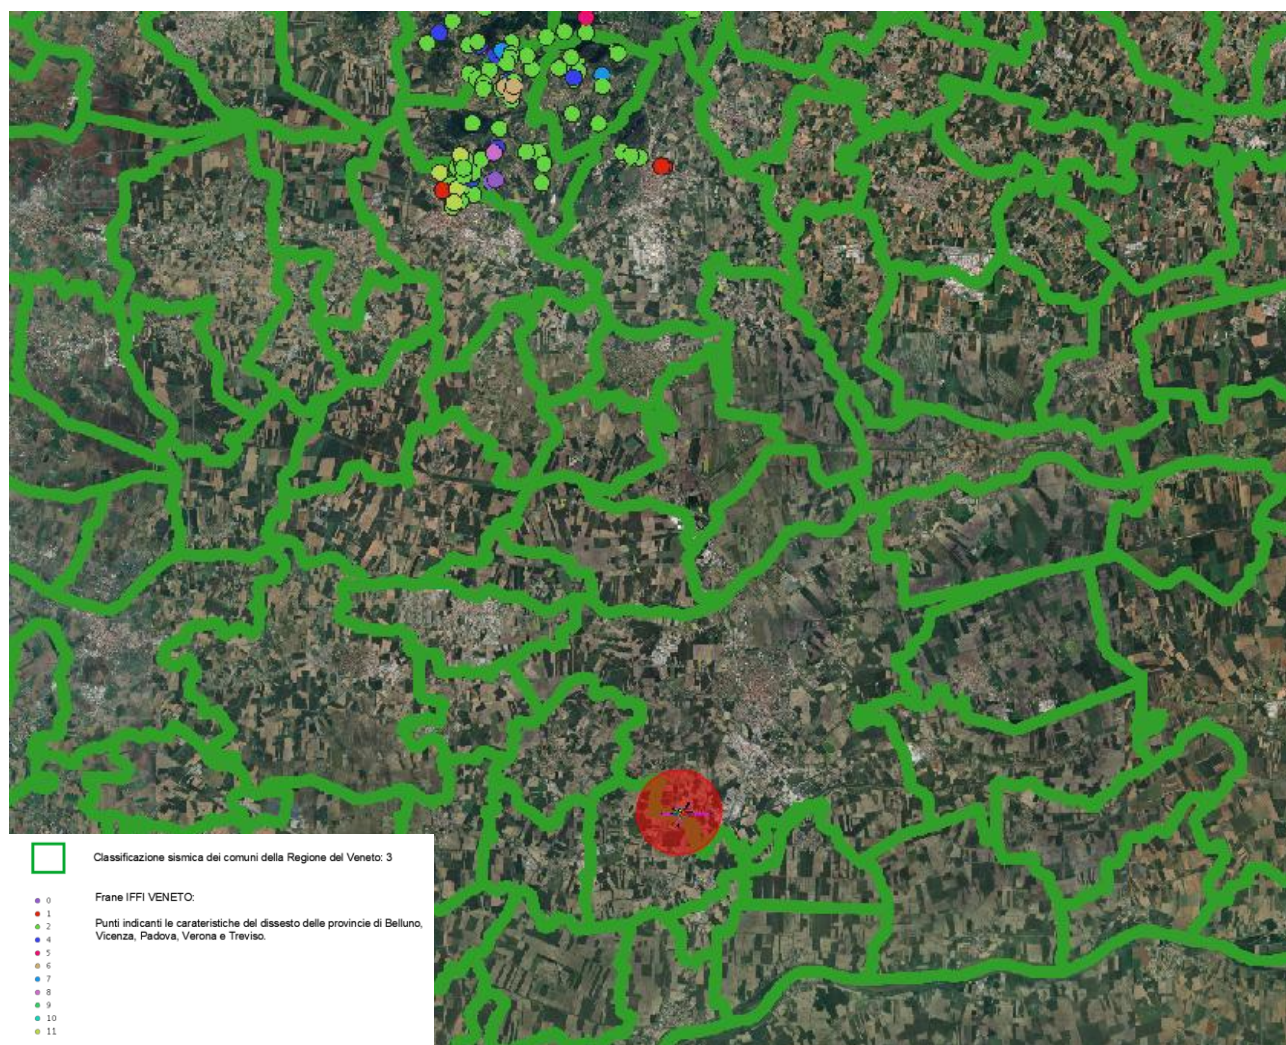 Classificazione sismica dei comuni della Regione del Veneto: 3
Frane IFFI VENETO:
Punti indicanti le carateristiche del dissesto delle provincie di Belluno,
Vicenza, Padova, Verona e Treviso.
0
1
2
4
5
6
7
8
9
10
11